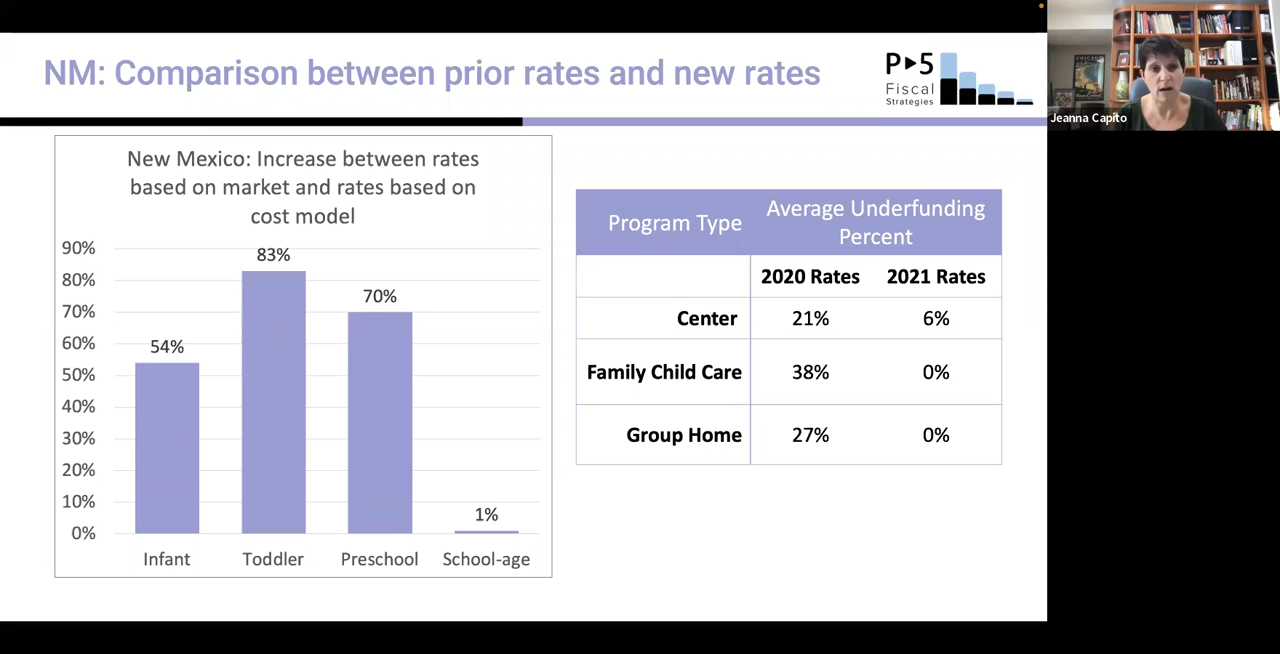 NM: Comparison between prior rates and new rates
P▶5
Fiscal
Strategies
Jeanna Capito
New Mexico: Increase between rates
based on market and rates based on
cost model
90%
80%
70%
60%
50%
40%
30%
20%
10%
0%
54%
83%
70%
1%
Infant Toddler Preschool School-age
Program Type Average Underfunding
Percent
2020 Rates 2021 Rates
Center 21% 6%
Family Child Care 38% 0%
Group Home 27% 0%